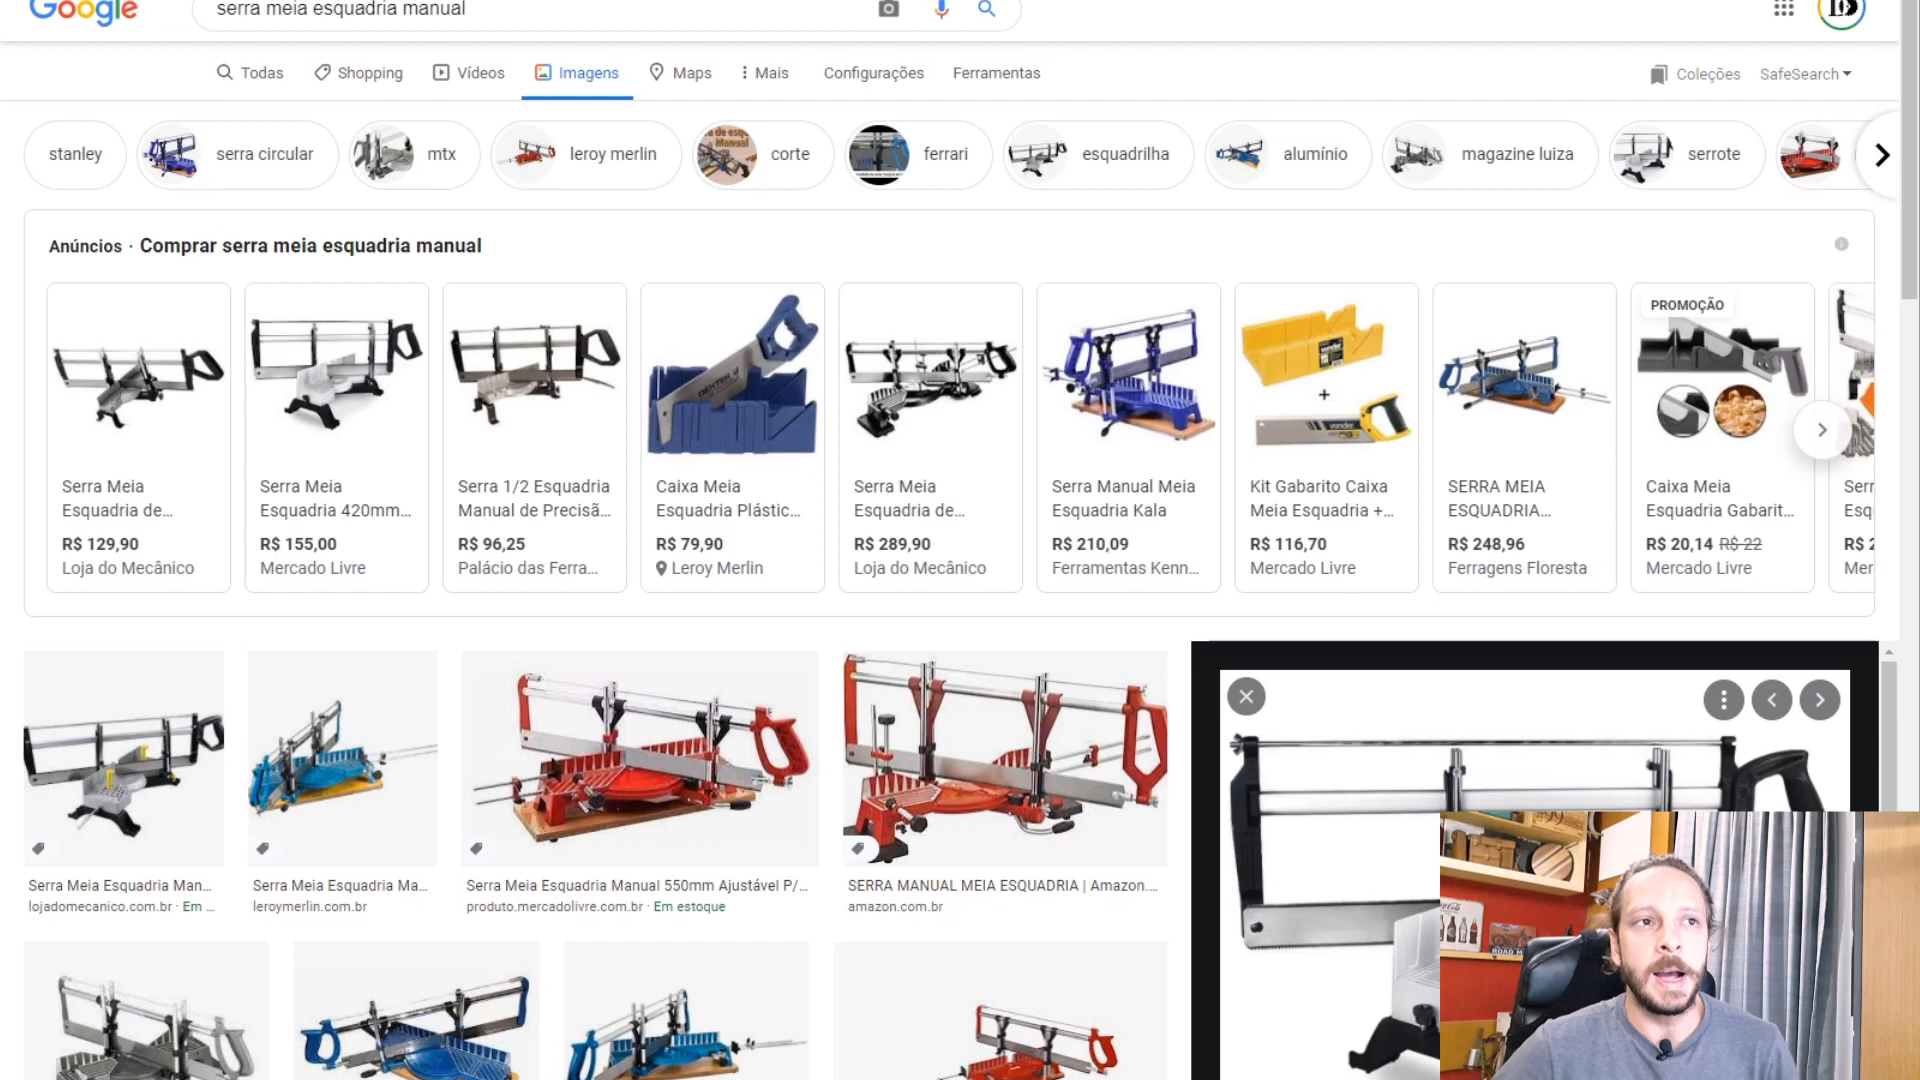 Google
serra meia esquadria manual
Todas
Shopping
Vídeos
Imagens
Maps
Mais
Configurações
Ferramentas
Coleções
SafeSearch
stanley
serra circular
mtx
leroy merlin
corte
ferrari
esquadrilha
alumínio
magazine luiza
serrote
Anúncios · Comprar serra meia esquadria manual
Serra Meia
Esquadria de...
R$ 129,90
Loja do Mecânico
Serra Meia
Esquadria 420mm...
R$ 155,00
Mercado Livre
Serra 1/2 Esquadria
Manual de Precisã...
R$ 96,25
Palácio das Ferra...
Caixa Meia
Esquadria Plástic...
R$ 79,90
Leroy Merlin
Serra Meia
Esquadria de...
R$ 289,90
Loja do Mecânico
Serra Manual Meia
Esquadria Kala
R$ 210,09
Ferramentas Kenn...
vonder
+
vonder
Kit Gabarito Caixa
Meia Esquadria +...
R$ 116,70
Mercado Livre
SERRA MEIA
ESQUADRIA...
R$ 248,96
Ferragens Floresta
PROMOÇÃO
Caixa Meia
Esquadria Gabarit...
R$ 20,14 R$ 22
Mercado Livre
Serra Meia Esquadria Man...
lojadomecanico.com.br · Em ...
Serra Meia Esquadria Ma...
leroymerlin.com.br
Serra Meia Esquadria Manual 550mm Ajustável P/...
produto.mercadolivre.com.br · Em estoque
SERRA MANUAL MEIA ESQUADRIA | Amazon....
amazon.com.br